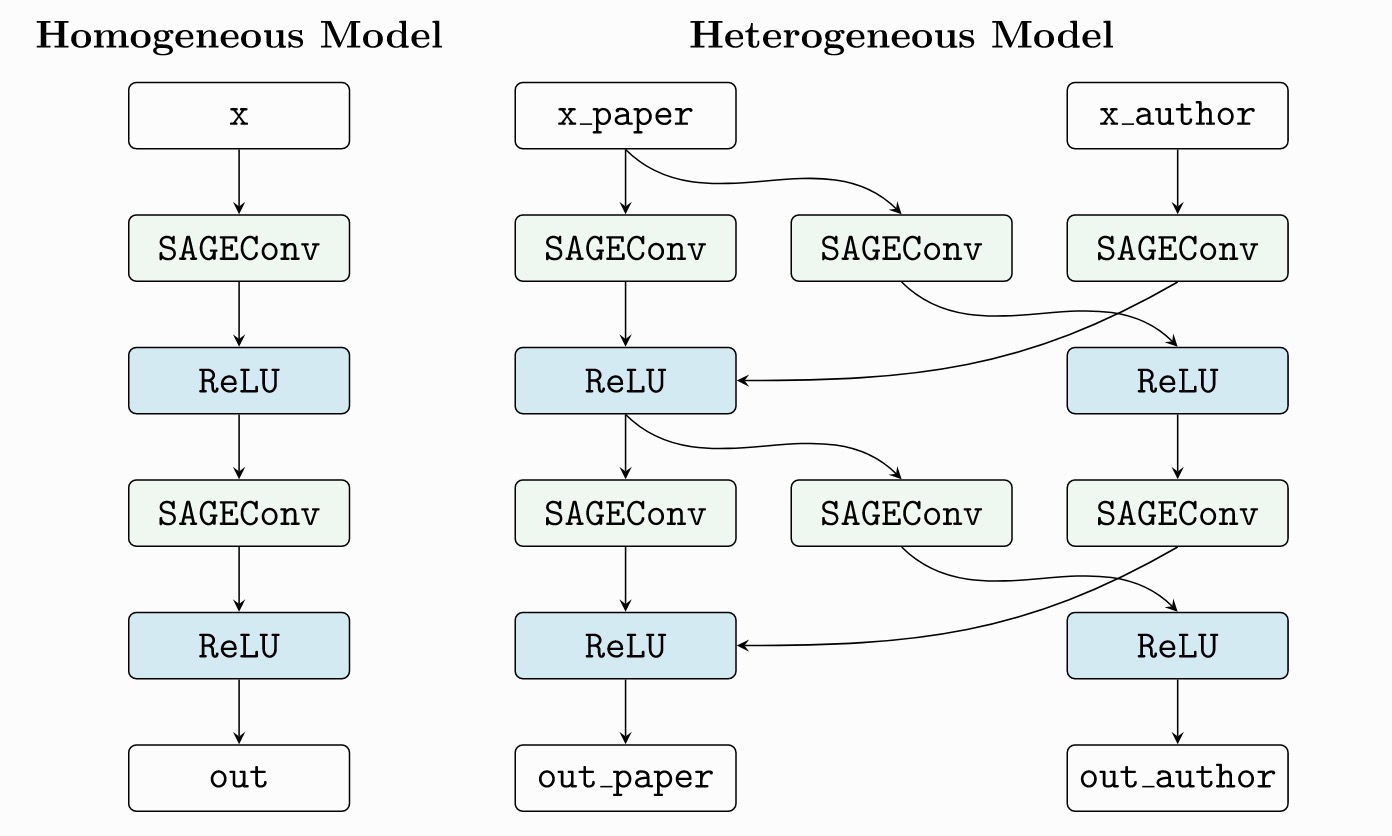 Homogeneous Model
Heterogeneous Model
x
x_paper
x_author
SAGEConv
SAGEConv
SAGEConv
SAGEConv
ReLU
ReLU
ReLU
SAGEConv
SAGEConv
SAGEConv
SAGEConv
ReLU
ReLU
ReLU
out
out_paper
out_author